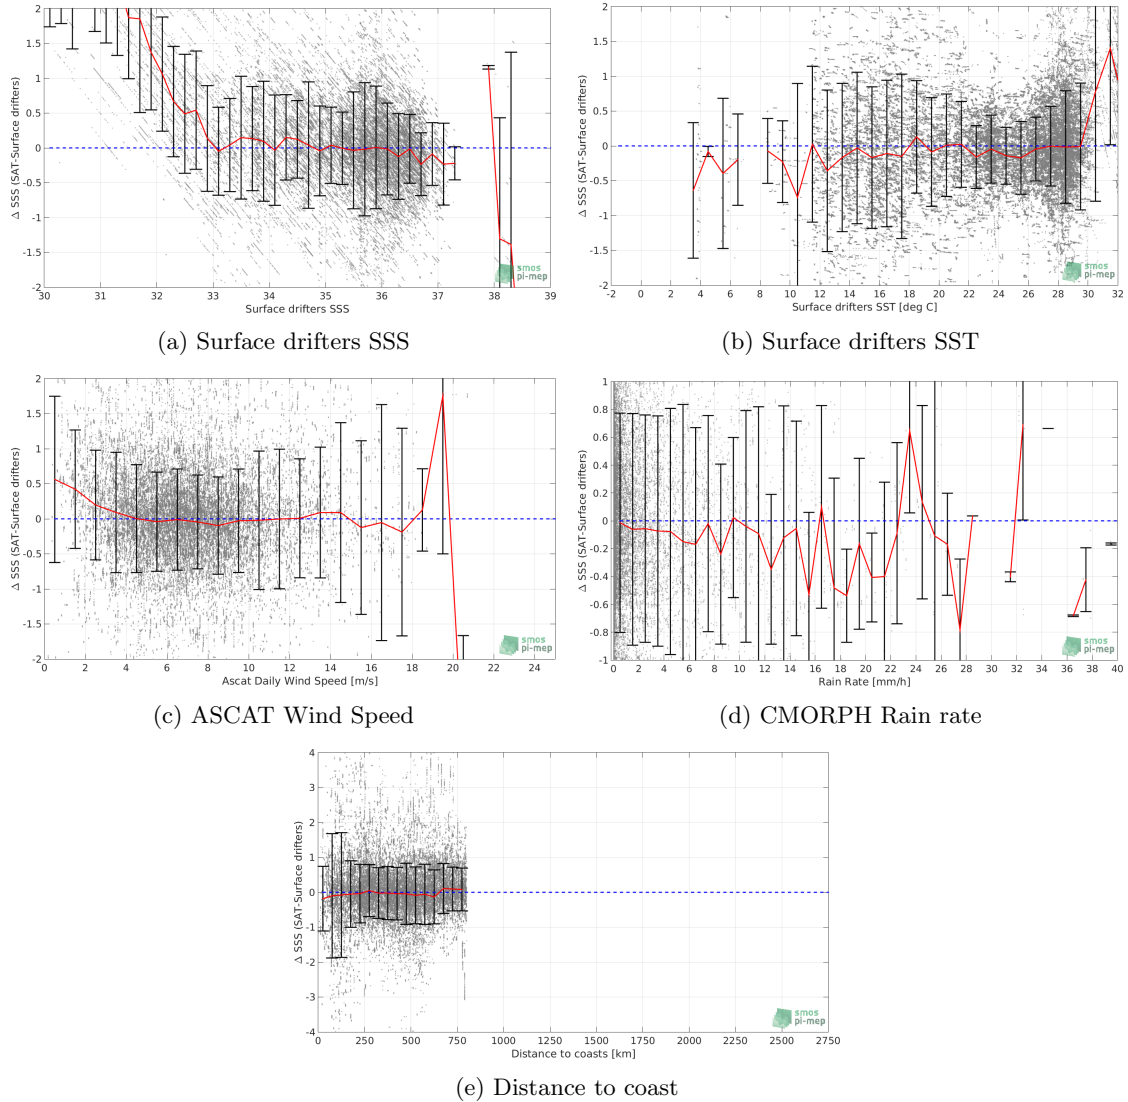 2
1.5
1
0.5
0
-0.5
-1
-1.5
-2
Δ SSS (SAT-Surface drifters)
30 31 32 33 34 35 36 37 38 39
Surface drifters SSS
smos
pi-mep
(a) Surface drifters SSS
2
1.5
1
0.5
0
-0.5
-1
-1.5
-2
Δ SSS (SAT-Surface drifters)
-2 0 2 4 6 8 10 12 14 16 18 20 22 24 26 28 30 32
Surface drifters SST [deg C]
smos
pi-mep
(b) Surface drifters SST
2
1.5
1
0.5
0
-0.5
-1
-1.5
-2
Δ SSS (SAT-Surface drifters)
0 2 4 6 8 10 12 14 16 18 20 22 24
Ascat Daily Wind Speed [m/s]
smos
pi-mep
(c) ASCAT Wind Speed
1
0.8
0.6
0.4
0.2
0
-0.2
-0.4
-0.6
-0.8
-1
Δ SSS (SAT-Surface drifters)
0 2 4 6 8 10 12 14 16 18 20 22 24 26 28 30 32 34 36 38 40
Rain Rate [mm/h]
smos
pi-mep
(d) CMORPH Rain rate
4
3
2
1
0
-1
-2
-3
-4
Δ SSS (SAT-Surface drifters)
0 250 500 750 1000 1250 1500 1750 2000 2250 2500 2750
Distance to coasts [km]
smos
pi-mep
(e) Distance to coast